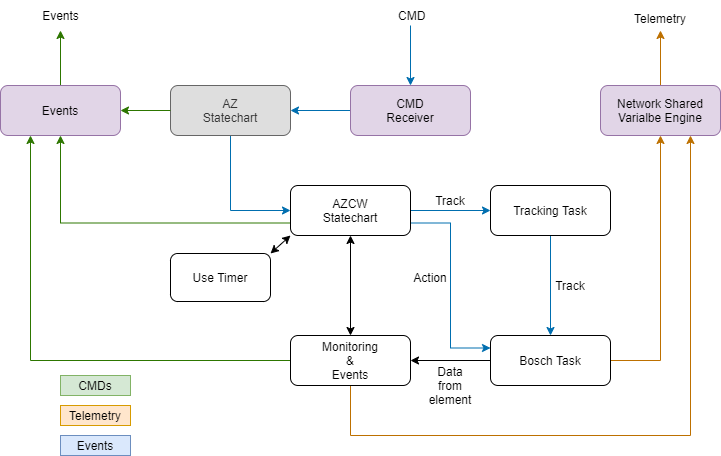 Events
CMD
Telemetry
Events
AZ
Statechart
CMD
Receiver
Network Shared
Varialbe Engine
AZCW
Statechart
Track
Tracking Task
Use Timer
Action
Track
Monitoring
&
Events
Bosch Task
Data
from
element
CMDs
Telemetry
Events